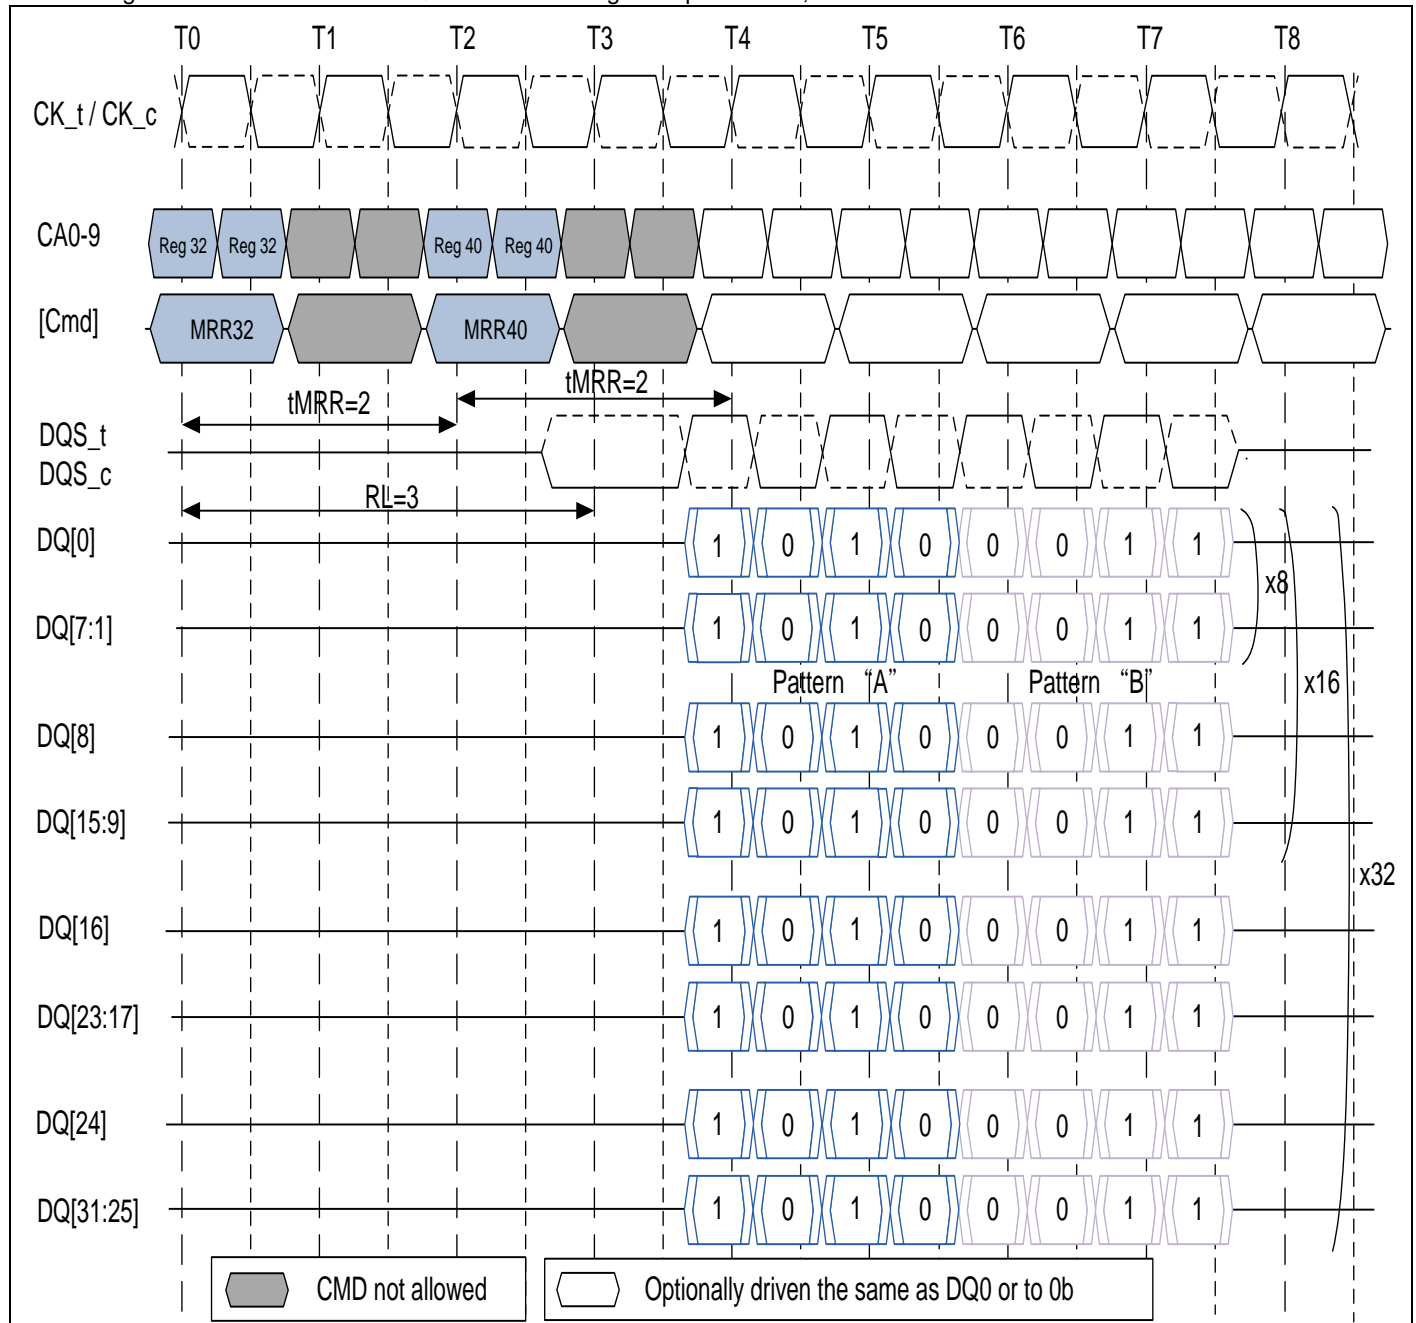 T0 T1 T2 T3 T4 T5 T6 T7 T8
CK_t / CK_c
CA0-9 Reg 32 Reg 32 Reg 40 Reg 40
[Cmd] MRR32 MRR40
tMRR=2 tMRR=2
DQS_t
DQS_c
RL=3
DQ[0] 1 0 1 0 0 0 1 1
x8
DQ[7:1] 1 0 1 0 0 0 1 1
Pattern “A” Pattern “B” x16
DQ[8] 1 0 1 0 0 0 1 1
DQ[15:9] 1 0 1 0 0 0 1 1
x32
DQ[16] 1 0 1 0 0 0 1 1
DQ[23:17] 1 0 1 0 0 0 1 1
DQ[24] 1 0 1 0 0 0 1 1
DQ[31:25] 1 0 1 0 0 0 1 1
CMD not allowed Optionally driven the same as DQ0 or to 0b